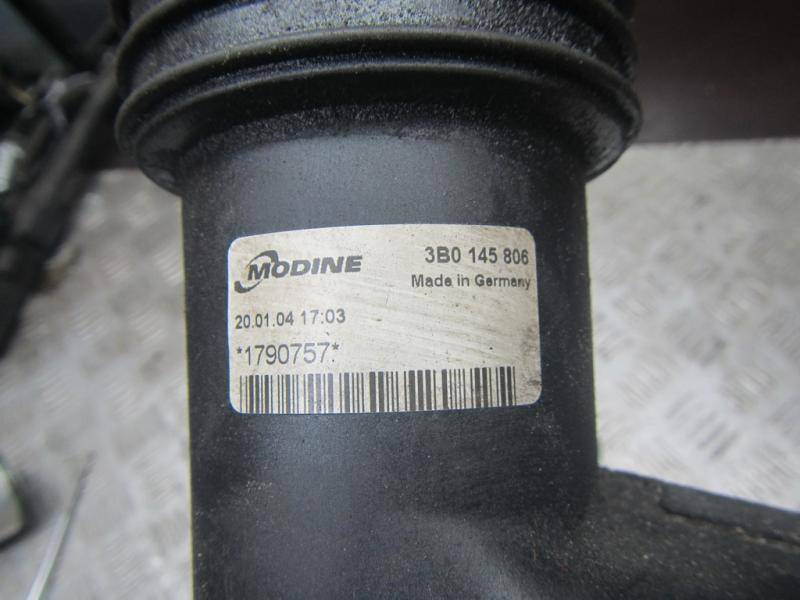 MODINE 3B0 145 806
Made in Germany
20.01.04 17:03
*1790757*